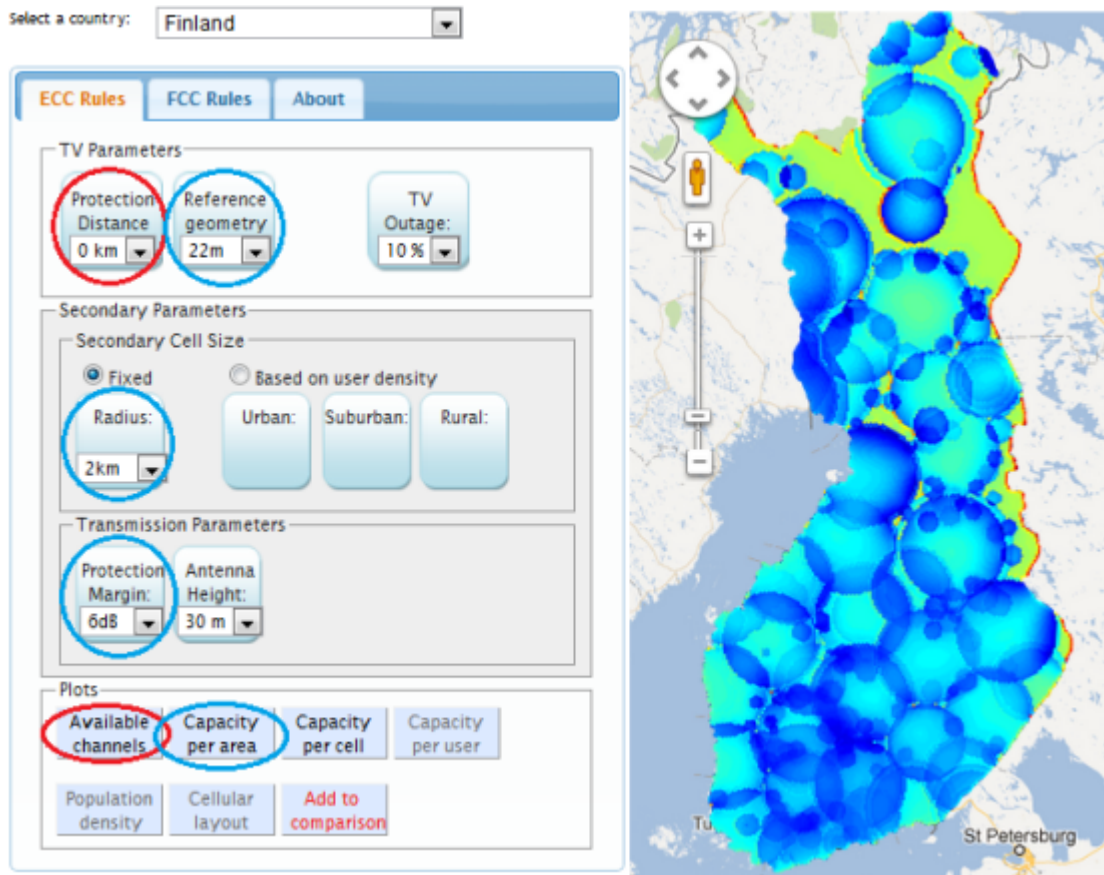 Select a country:
Finland
ECC Rules
FCC Rules
About
TV Parameters
Protection
Distance
0 km
Reference
geometry
22m
TV
Outage:
10 %
Secondary Parameters
Secondary Cell Size
Fixed
Based on user density
Radius:
2km
Urban:
Suburban:
Rural:
Transmission Parameters
Protection
Margin:
6dB
Antenna
Height:
30 m
Plots
Available
channels
Capacity
per area
Capacity
per cell
Capacity
per user
Population
density
Cellular
layout
Add to
comparison
Tu
St Petersburg